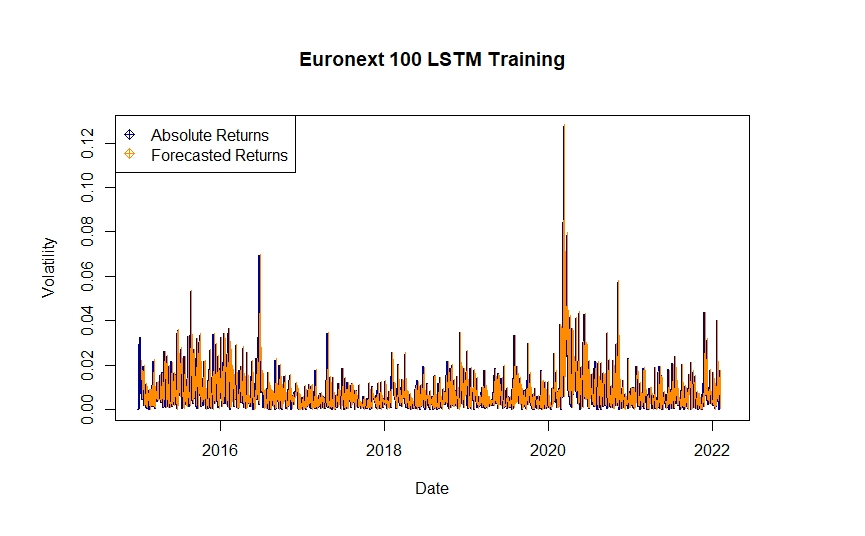 Euronext 100 LSTM Training
Absolute Returns
Forecasted Returns
Volatility
0.12
0.10
0.08
0.06
0.04
0.02
0.00
2016 2018 2020 2022
Date